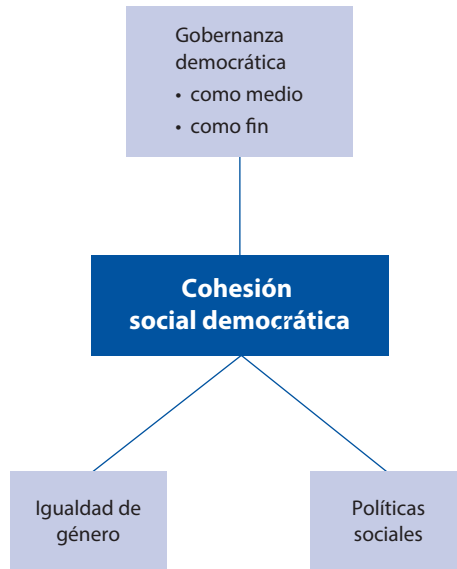 Gobernanza
democrática
• como medio
• como fin
Cohesión
social democrática
Igualdad de
género
Políticas
sociales